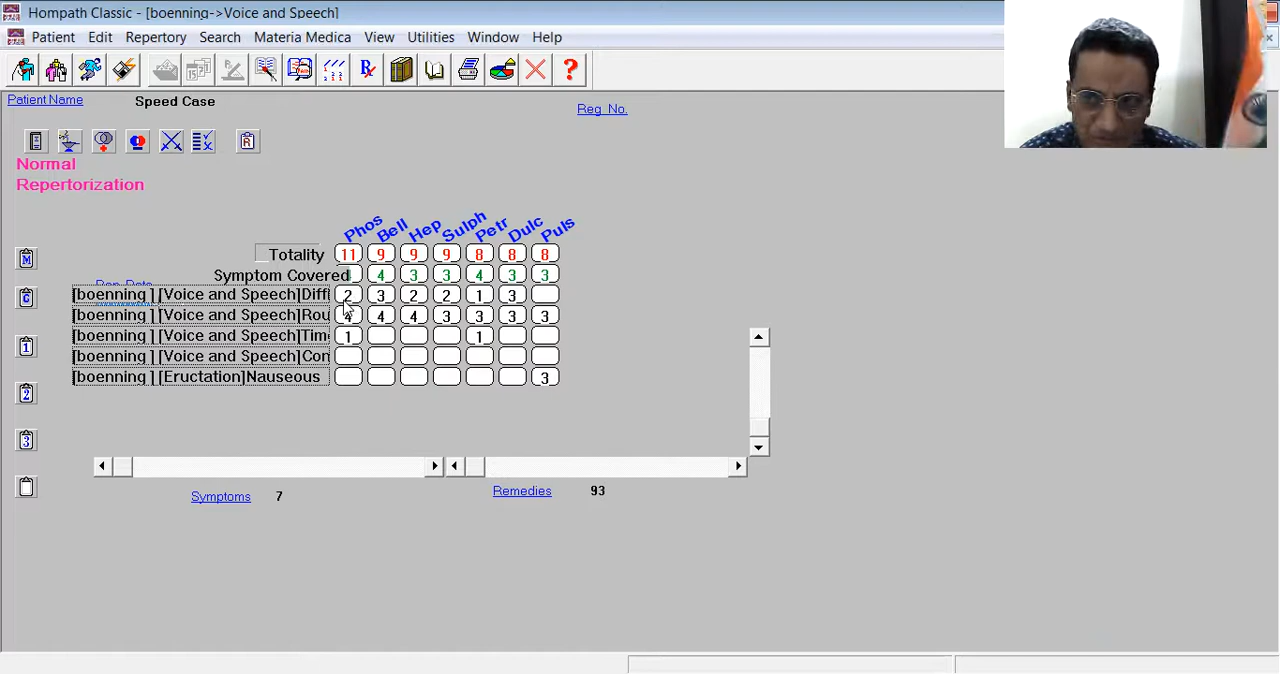 Hompath Classic - [boenning->Voice and Speech]
Patient Edit Repertory Search Materia Medica View Utilities Window Help
Patient Name Speed Case Reg No.
Normal
Repertorization
Phos Bell Hep Sulph Petr Dulc Puls
Totality 11 9 9 9 8 8 8
Symptom Covered 4 3 3 4 3 3
[boenning ] [Voice and Speech]Diffi 2 3 2 2 1 3
[boenning ] [Voice and Speech]Rou 4 4 4 3 3 3 3
[boenning ] [Voice and Speech]Tim 1 1
[boenning ] [Voice and Speech]Con
[boenning ] [Eructation]Nauseous 3
Symptoms 7 Remedies 93
M
C
1
2
3
R